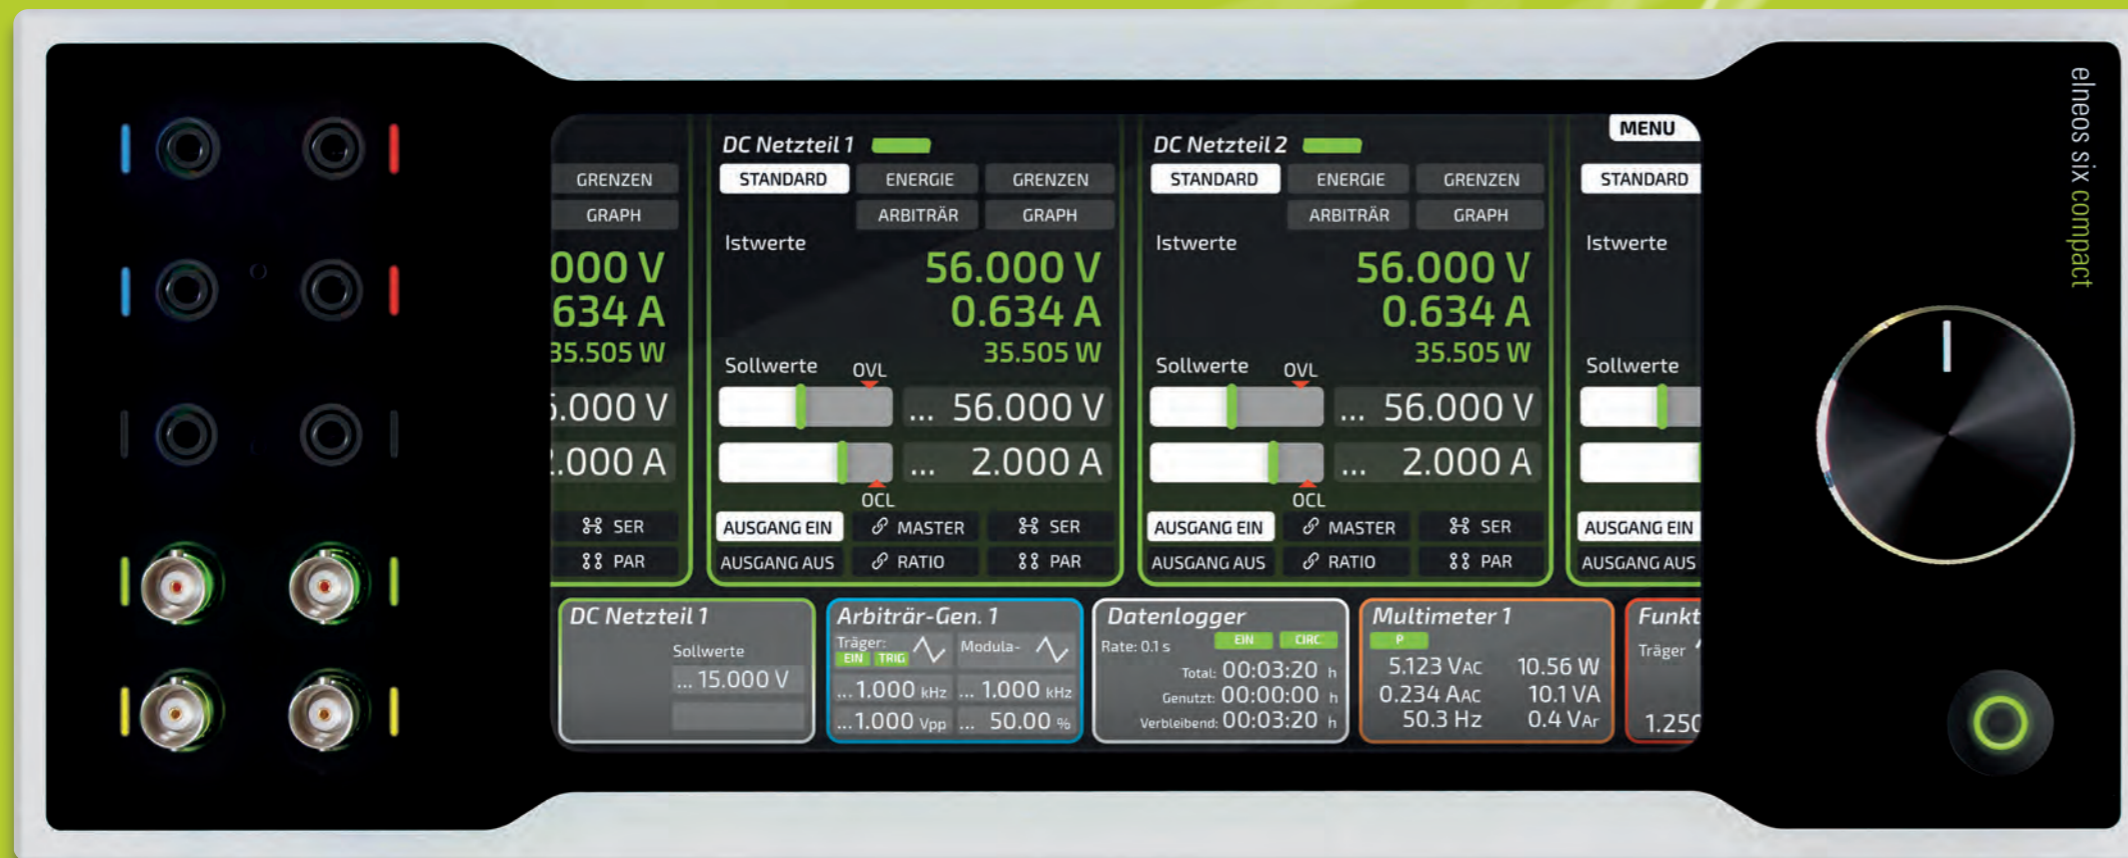 elneos six compact
MENU
GRENZEN
GRAPH
000 V
634 A
35.505 W
.000 V
.000 A
SER
PAR
DC Netzteil 1
STANDARD ENERGIE GRENZEN
ARBITRÄR GRAPH
Istwerte
56.000 V
0.634 A
35.505 W
Sollwerte OVL
... 56.000 V
... 2.000 A
OCL
AUSGANG EIN MASTER SER
AUSGANG AUS RATIO PAR
DC Netzteil 2
STANDARD ENERGIE GRENZEN
ARBITRÄR GRAPH
Istwerte
56.000 V
0.634 A
35.505 W
Sollwerte OVL
... 56.000 V
... 2.000 A
OCL
AUSGANG EIN MASTER SER
AUSGANG AUS RATIO PAR
STANDARD
Istwerte
Sollwerte
AUSGANG EIN
AUSGANG AUS
DC Netzteil 1
Sollwerte
... 15.000 V
Arbiträr-Gen. 1
Träger: Modula-
EIN TRIG
... 1.000 kHz ... 1.000 kHz
... 1.000 Vpp ... 50.00 %
Datenlogger
Rate: 0.1 s EIN CIRC
Total: 00:03:20 h
Genutzt: 00:00:00 h
Verbleibend: 00:03:20 h
Multimeter 1
P
5.123 VAC 10.56 W
0.234 AAC 10.1 VA
50.3 Hz 0.4 VAr
Funkt
Träger
1.250